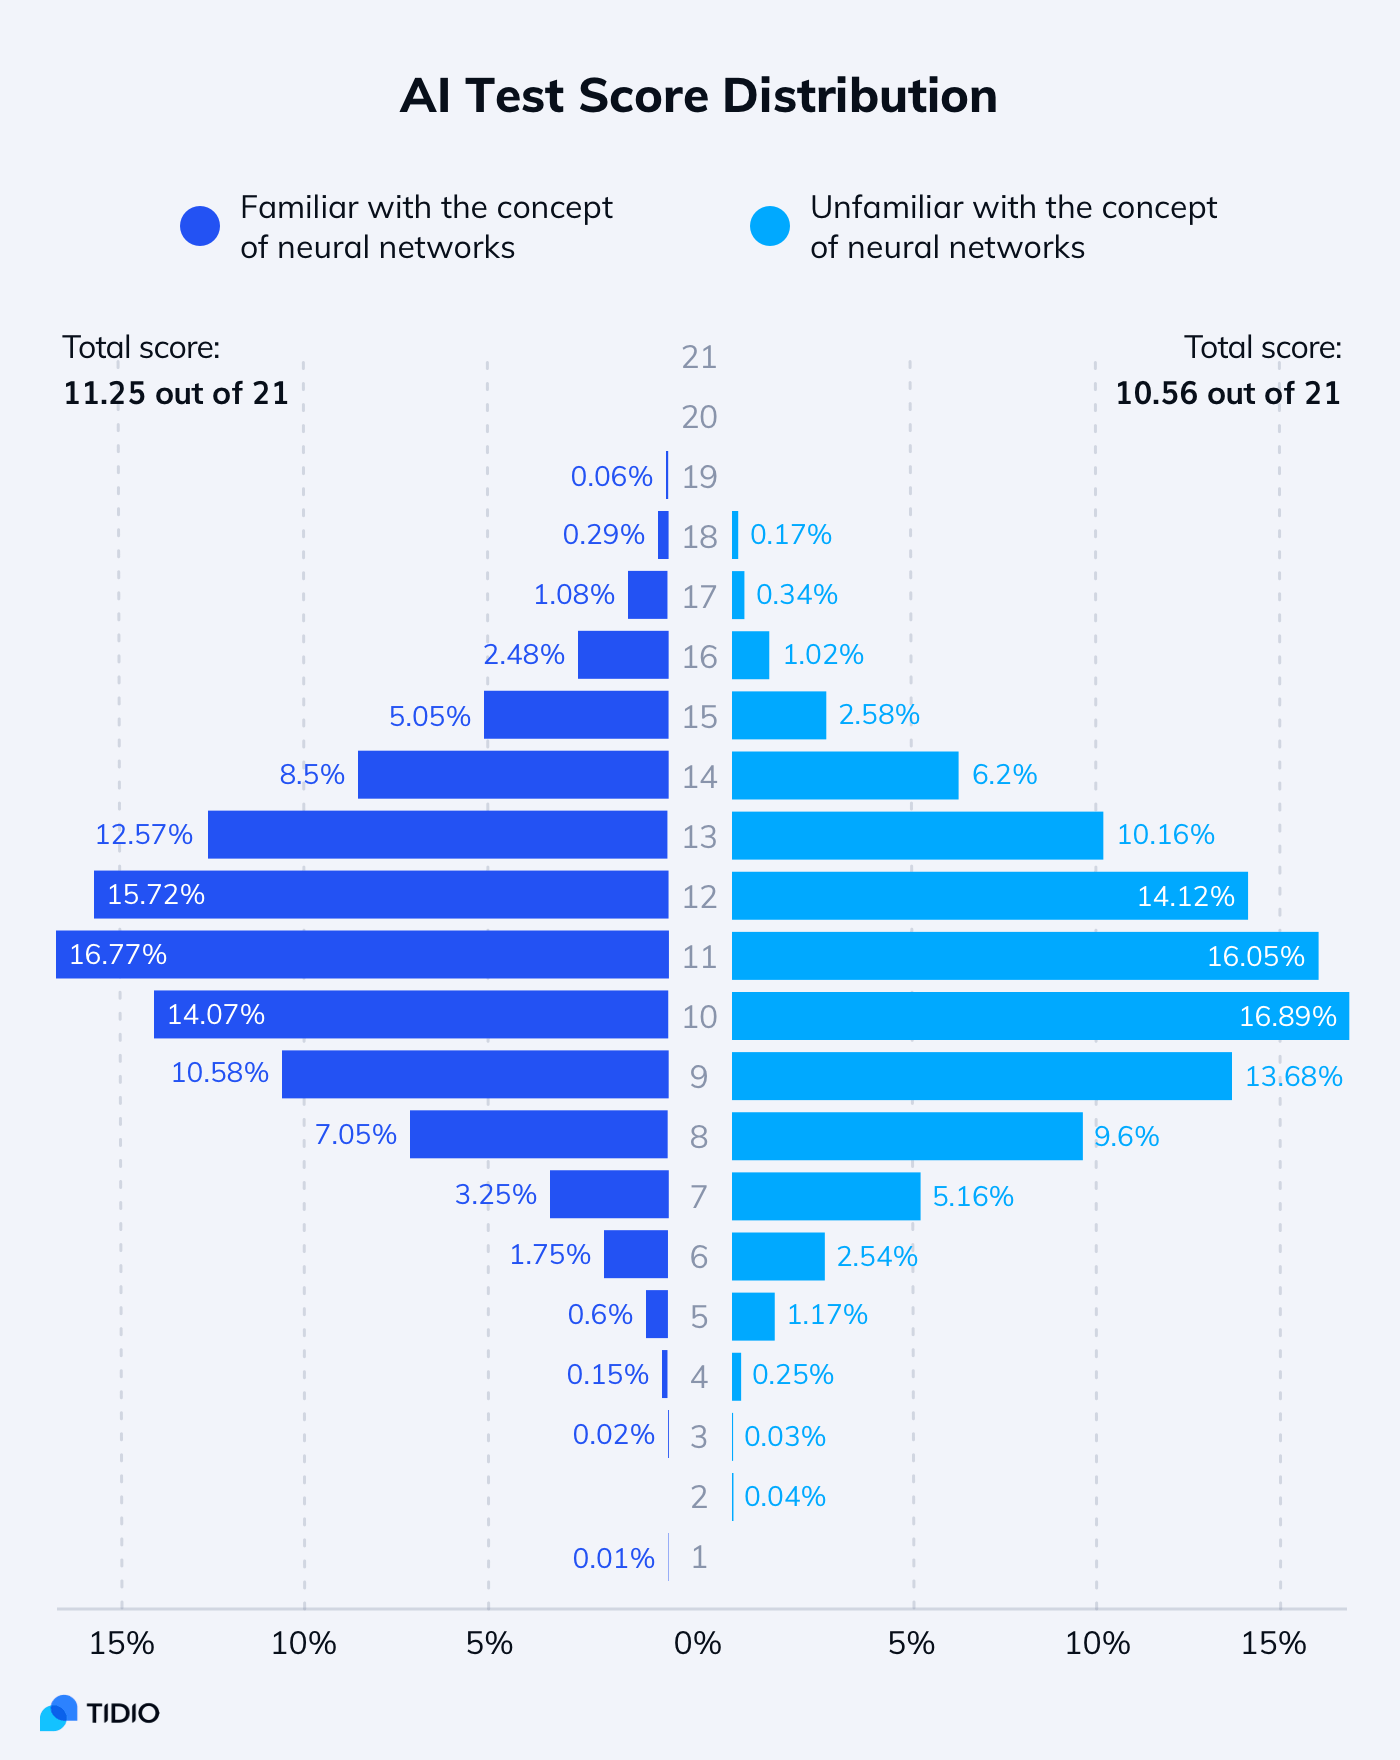 AI Test Score Distribution
Familiar with the concept
of neural networks
Unfamiliar with the concept
of neural networks
Total score:
11.25 out of 21
Total score:
10.56 out of 21
21
20
0.06% 19
0.29% 18 0.17%
1.08% 17 0.34%
2.48% 16 1.02%
5.05% 15 2.58%
8.5% 14 6.2%
12.57% 13 10.16%
15.72% 12 14.12%
16.77% 11 16.05%
14.07% 10 16.89%
10.58% 9 13.68%
7.05% 8 9.6%
3.25% 7 5.16%
1.75% 6 2.54%
0.6% 5 1.17%
0.15% 4 0.25%
0.02% 3 0.03%
2 0.04%
0.01% 1
15% 10% 5% 0% 5% 10% 15%
TIDIO